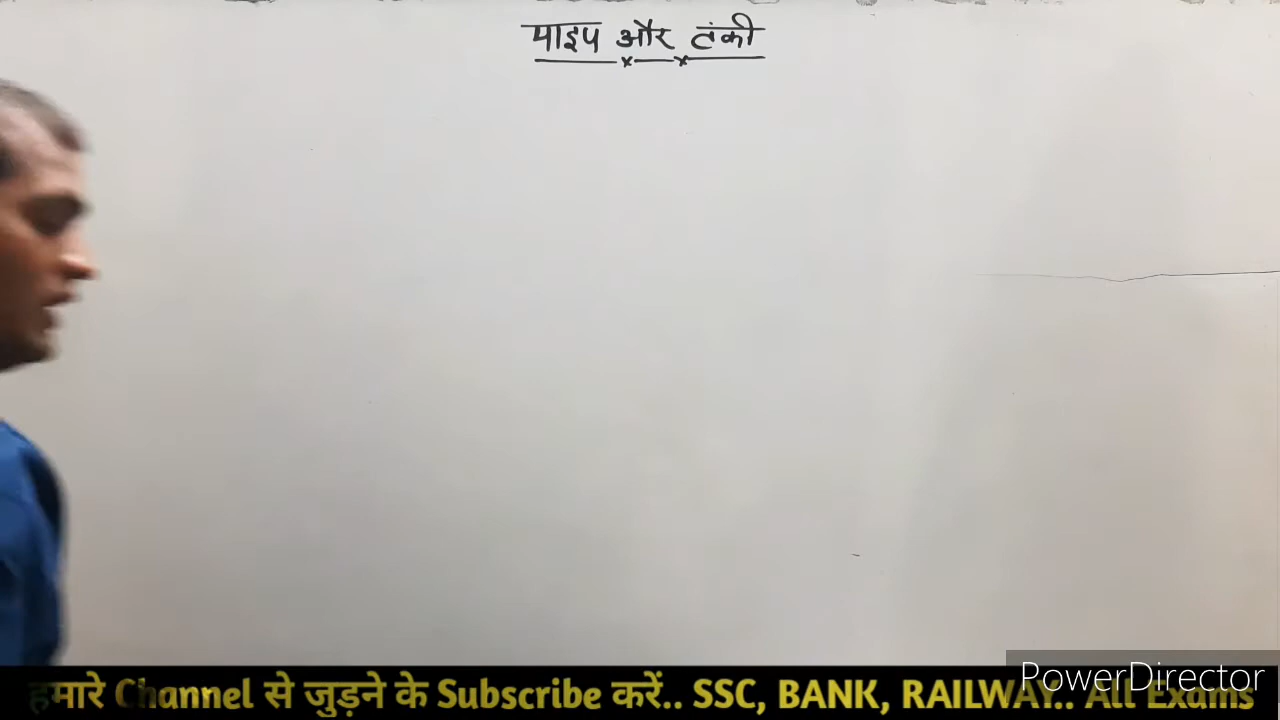 पाइप और टंकी
PowerDirector
हमारे Channel से जुड़ने के Subscribe करें.. SSC, BANK, RAILWAY.. All Exams